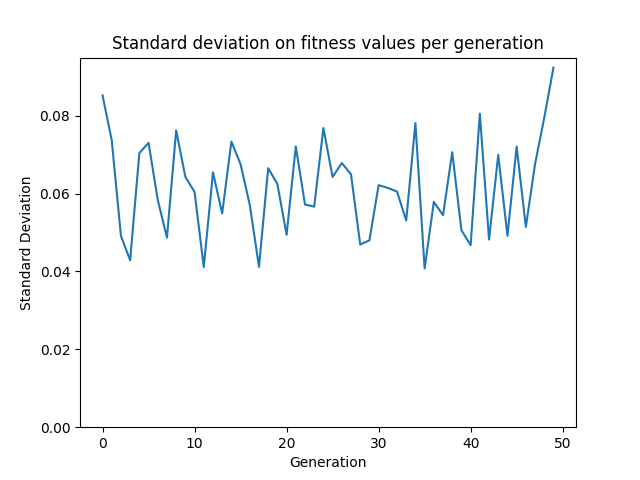 Standard deviation on fitness values per generation
0.08
0.06
0.04
0.02
0.00
Standard Deviation
0 10 20 30 40 50
Generation